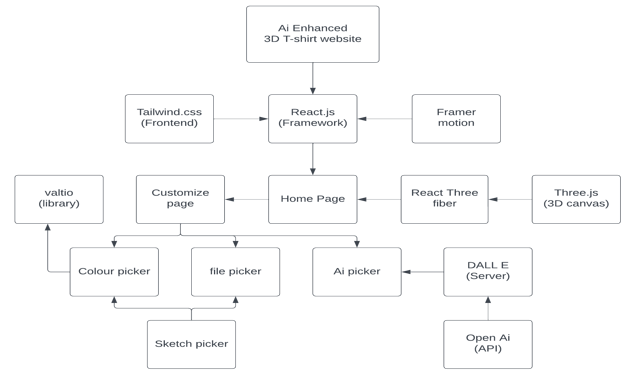 Ai Enhanced
3D T-shirt website
Tailwind.css
(Frontend)
React.js
(Framework)
Framer
motion
valtio
(library)
Customize
page
Home Page
React Three
fiber
Three.js
(3D canvas)
Colour picker
file picker
Ai picker
DALL E
(Server)
Sketch picker
Open Ai
(API)